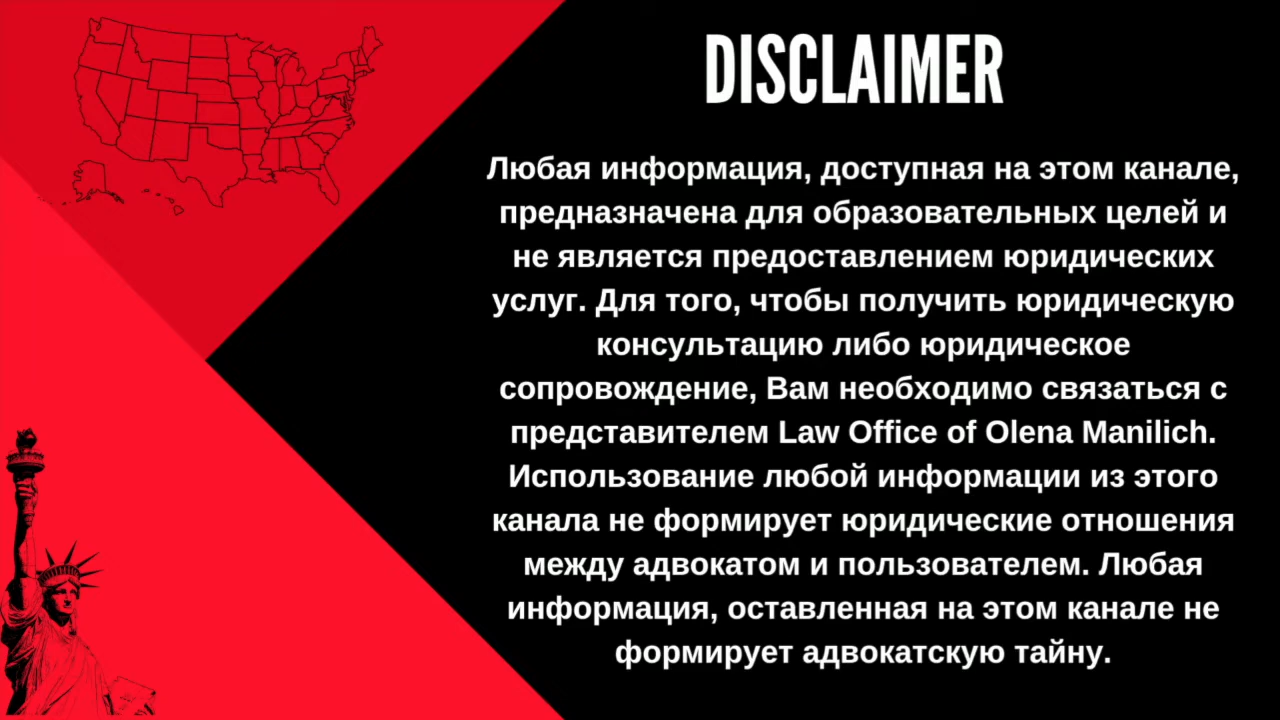 DISCLAIMER
Любая информация, доступная на этом канале,
предназначена для образовательных целей и
не является предоставлением юридических
услуг. Для того, чтобы получить юридическую
консультацию либо юридическое
сопровождение, Вам необходимо связаться с
представителем Law Office of Olena Manilich.
Использование любой информации из этого
канала не формирует юридические отношения
между адвокатом и пользователем. Любая
информация, оставленная на этом канале не
формирует адвокатскую тайну.